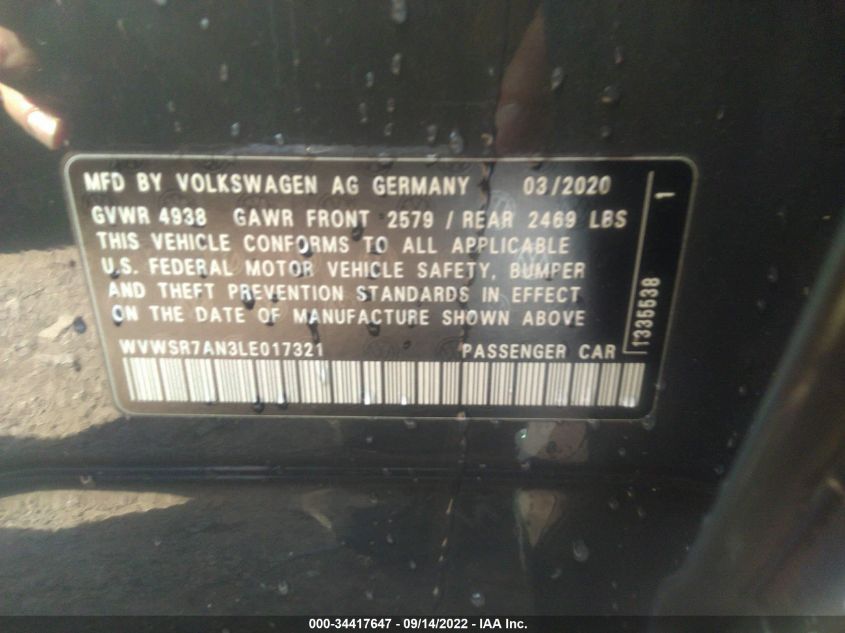 MFD BY VOLKSWAGEN AG GERMANY 03/2020
GVWR 4938 GAWR FRONT 2579 / REAR 2469 LBS
THIS VEHICLE CONFORMS TO ALL APPLICABLE
U.S. FEDERAL MOTOR VEHICLE SAFETY, BUMPER
AND THEFT PREVENTION STANDARDS IN EFFECT
ON THE DATE OF MANUFACTURE SHOWN ABOVE
WVWSR7AN3LE017321 PASSENGER CAR
1335538 1
000-34417647 - 09/14/2022 - IAA Inc.